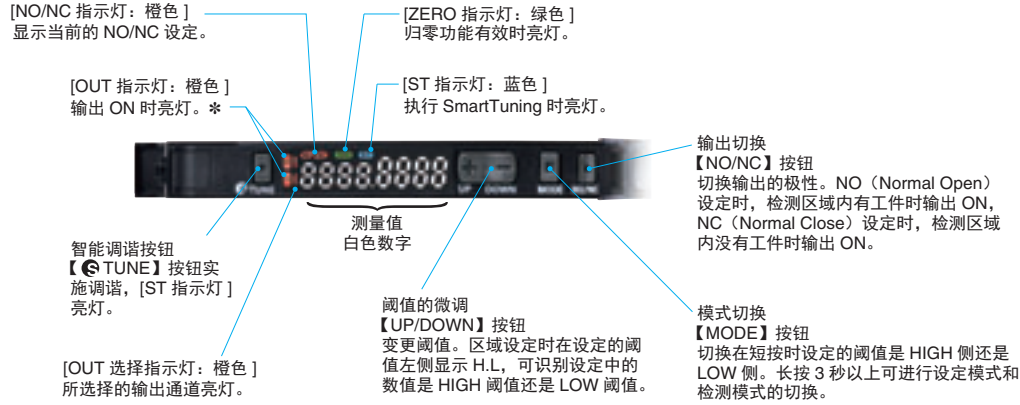 [NO/NC 指示灯：橙色 ]
显示当前的 NO/NC 设定。
[ZERO 指示灯：绿色 ]
归零功能有效时亮灯。
[OUT 指示灯：橙色 ]
输出 ON 时亮灯。*
[ST 指示灯：蓝色 ]
执行 SmartTuning 时亮灯。
8888 8888
TUNE
UP DOWN
MODE
NO/NC
测量值
白色数字
输出切换
【NO/NC】按钮
切换输出的极性。NO（Normal Open）
设定时，检测区域内有工件时输出 ON，
NC（Normal Close）设定时，检测区域
内没有工件时输出 ON。
智能调谐按钮
【 S TUNE】按钮实
施调谐，[ST 指示灯 ]
亮灯。
[OUT 选择指示灯：橙色 ]
所选择的输出通道亮灯。
阈值的微调
【UP/DOWN】按钮
变更阈值。区域设定时在设定的阈
值左侧显示 H.L，可识别设定中的
数值是 HIGH 阈值还是 LOW 阈值。
模式切换
【MODE】按钮
切换在短按时设定的阈值是 HIGH 侧还是
LOW 侧。长按 3 秒以上可进行设定模式和
检测模式的切换。